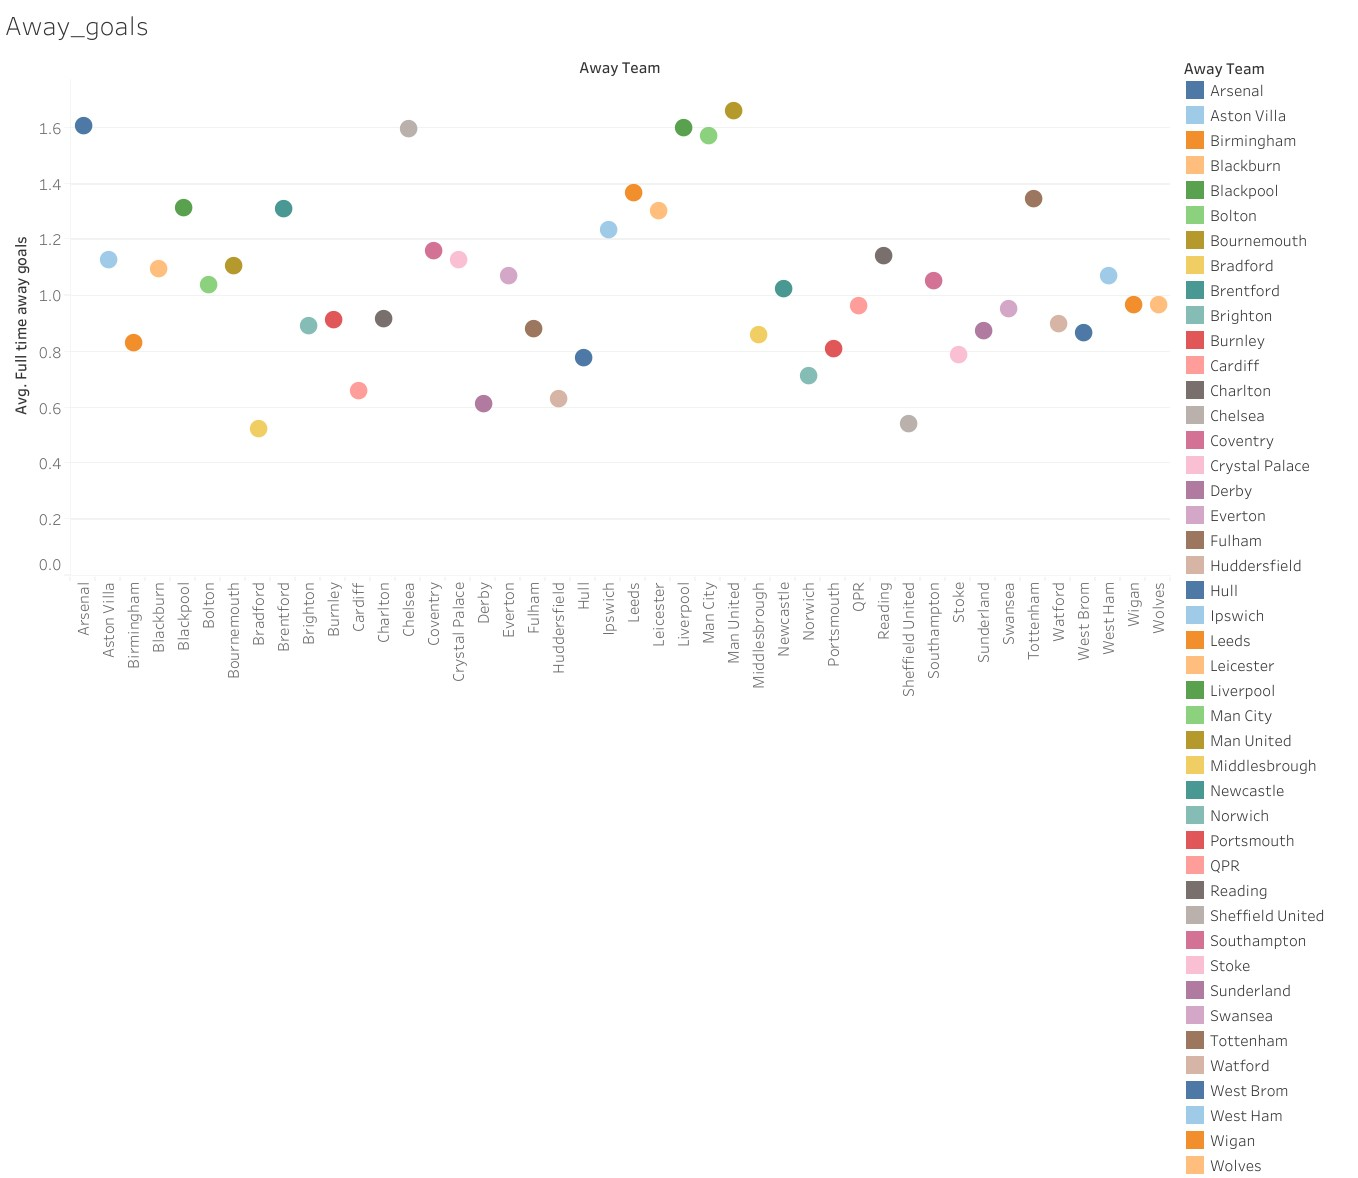 Away_goals
Away Team
Avg. Full time away goals
1.6
1.4
1.2
1.0
0.8
0.6
0.4
0.2
0.0
Arsenal
Aston Villa
Birmingham
Blackburn
Blackpool
Bolton
Bournemouth
Bradford
Brentford
Brighton
Burnley
Cardiff
Charlton
Chelsea
Coventry
Crystal Palace
Derby
Everton
Fulham
Huddersfield
Hull
Ipswich
Leeds
Leicester
Liverpool
Man City
Man United
Middlesbrough
Newcastle
Norwich
Portsmouth
QPR
Reading
Sheffield United
Southampton
Stoke
Sunderland
Swansea
Tottenham
Watford
West Brom
West Ham
Wigan
Wolves
Away Team
Arsenal
Aston Villa
Birmingham
Blackburn
Blackpool
Bolton
Bournemouth
Bradford
Brentford
Brighton
Burnley
Cardiff
Charlton
Chelsea
Coventry
Crystal Palace
Derby
Everton
Fulham
Huddersfield
Hull
Ipswich
Leeds
Leicester
Liverpool
Man City
Man United
Middlesbrough
Newcastle
Norwich
Portsmouth
QPR
Reading
Sheffield United
Southampton
Stoke
Sunderland
Swansea
Tottenham
Watford
West Brom
West Ham
Wigan
Wolves